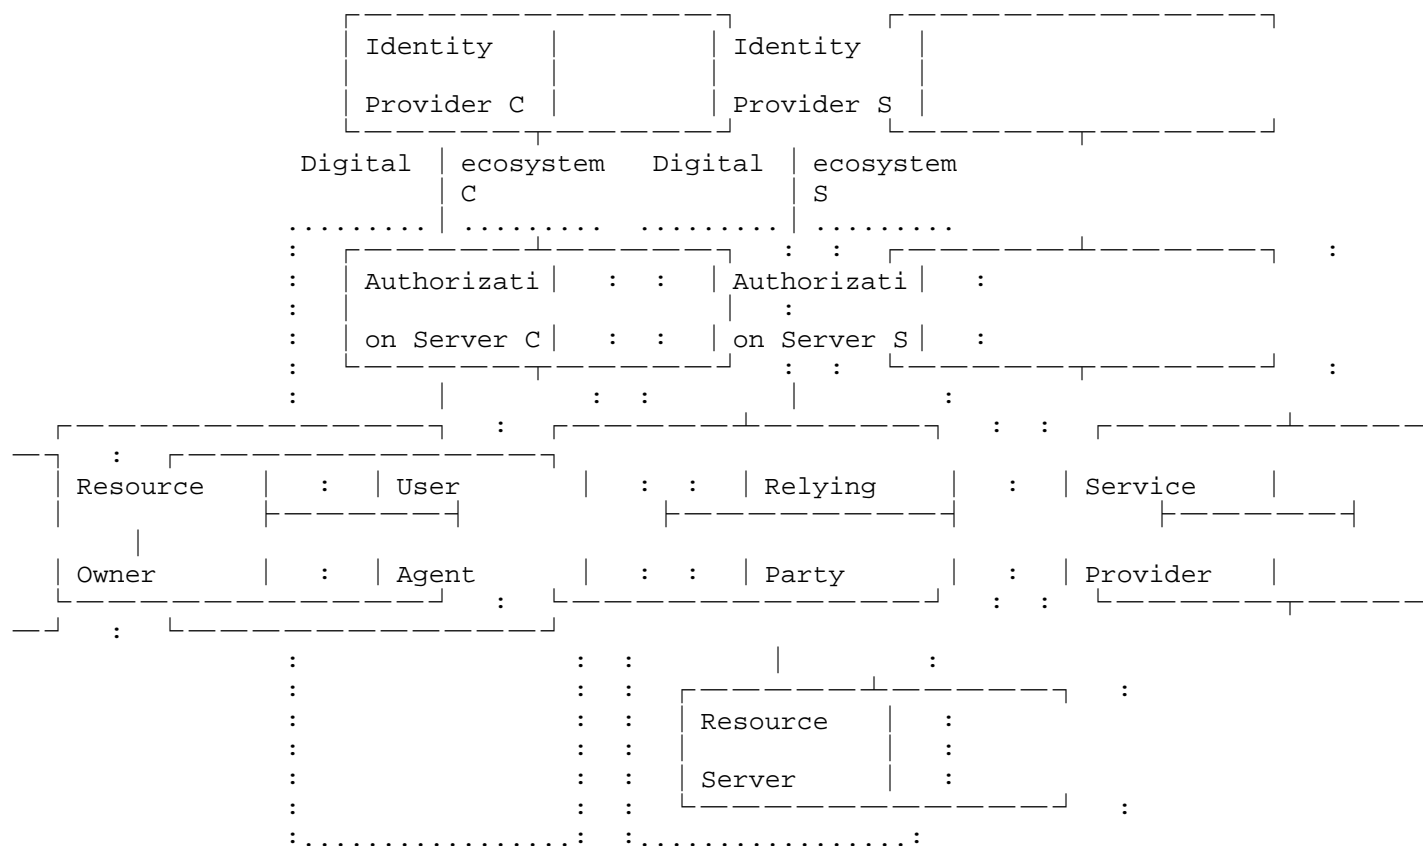 Identity Identity
Provider C Provider S
Digital ecosystem Digital ecosystem
C S
Authorizati Authorizati
on Server C on Server S
Resource User Relying Service
Owner Agent Party Provider
Resource
Server